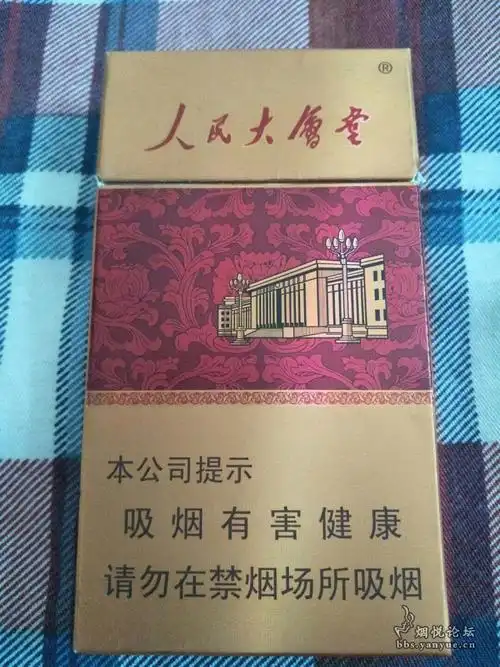 人民大會堂®
本公司提示
吸烟有害健康
请勿在禁烟场所吸烟
烟悦论坛
bbs.yanyue.cn